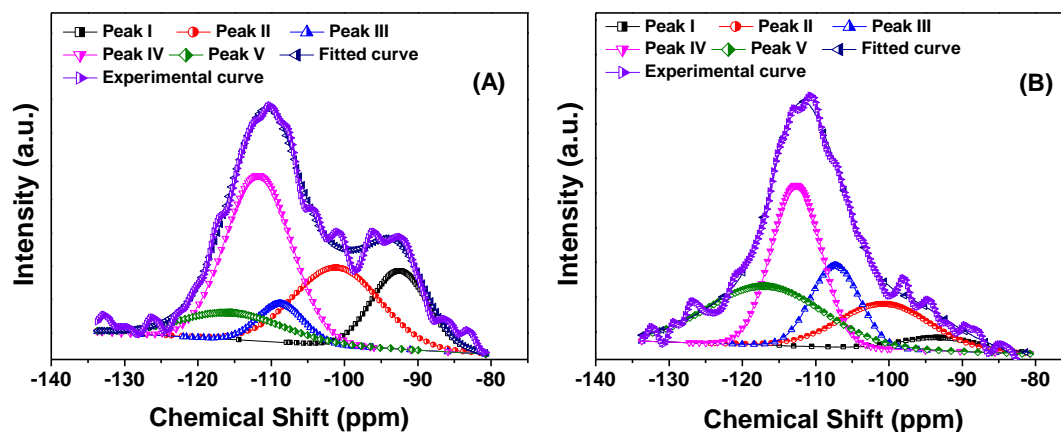 Peak I Peak II Peak III
Peak IV Peak V Fitted curve
Experimental curve
(A)
Intensity (a.u.)
-140 -130 -120 -110 -100 -90 -80
Chemical Shift (ppm)
Peak I Peak II Peak III
Peak IV Peak V Fitted curve
Experimental curve
(B)
Intensity (a.u.)
-140 -130 -120 -110 -100 -90 -80
Chemical Shift (ppm)